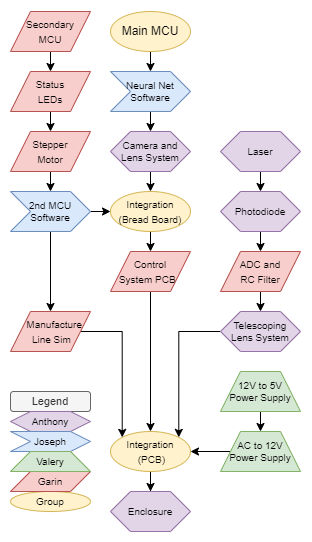 Secondary
MCU
Main MCU
Status
LEDs
Neural Net
Software
Stepper
Motor
Camera and
Lens System
Laser
2nd MCU
Software
Integration
(Bread Board)
Photodiode
Control
System PCB
ADC and
RC Filter
Manufacture
Line Sim
Telescoping
Lens System
12V to 5V
Power Supply
Legend
Anthony
Joseph
Valery
Garin
Group
Integration
(PCB)
AC to 12V
Power Supply
Enclosure